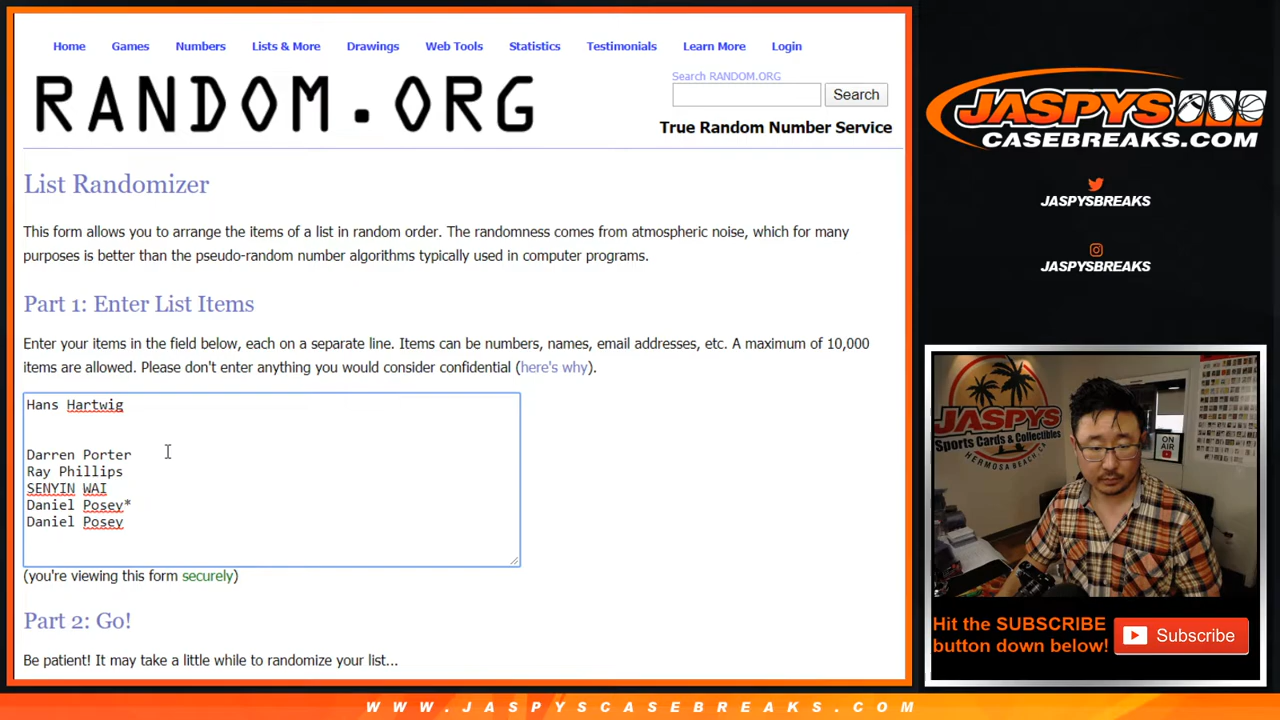 Home Games Numbers Lists & More Drawings Web Tools Statistics Testimonials Learn More Login
RANDOM.ORG
Search RANDOM.ORG
Search
True Random Number Service
List Randomizer
This form allows you to arrange the items of a list in random order. The randomness comes from atmospheric noise, which for many
purposes is better than the pseudo-random number algorithms typically used in computer programs.
Part 1: Enter List Items
Enter your items in the field below, each on a separate line. Items can be numbers, names, email addresses, etc. A maximum of 10,000
items are allowed. Please don't enter anything you would consider confidential (here's why).
Hans Hartwig
Darren Porter
Ray Phillips
SENYIN WAI
Daniel Posey*
Daniel Posey
(you're viewing this form securely)
Part 2: Go!
Be patient! It may take a little while to randomize your list...
JASPYS
CASEBREAKS.COM
JASPYSBREAKS
JASPYSBREAKS
JASPYS
Sports Cards & Collectibles
HERMOSA BEACH, CA
ON AIR
Hit the SUBSCRIBE
button down below!
Subscribe
WWW.JASPYSCASEBREAKS.COM